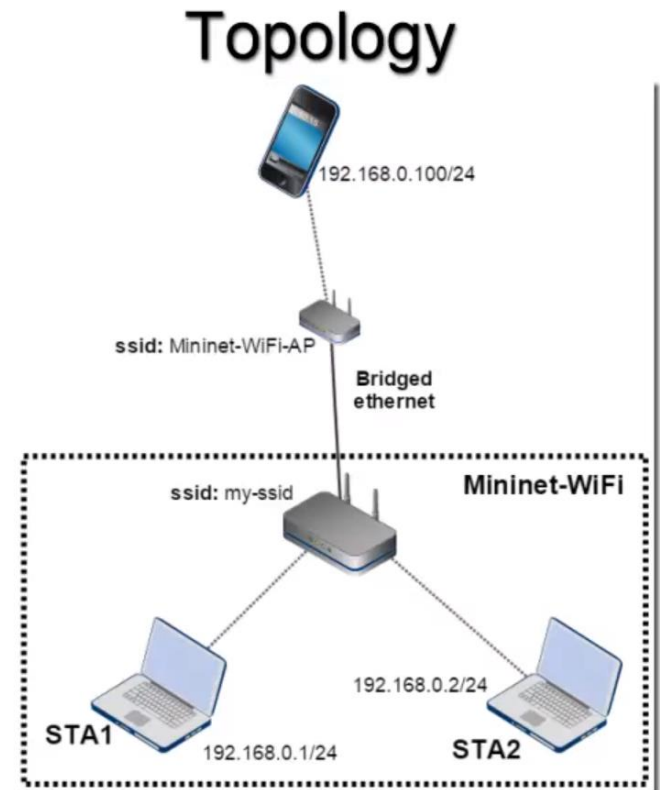 Topology
192.168.0.100/24
ssid: Mininet-WiFi-AP
Bridged
ethernet
ssid: my-ssid
Mininet-WiFi
192.168.0.2/24
STA1
192.168.0.1/24
STA2